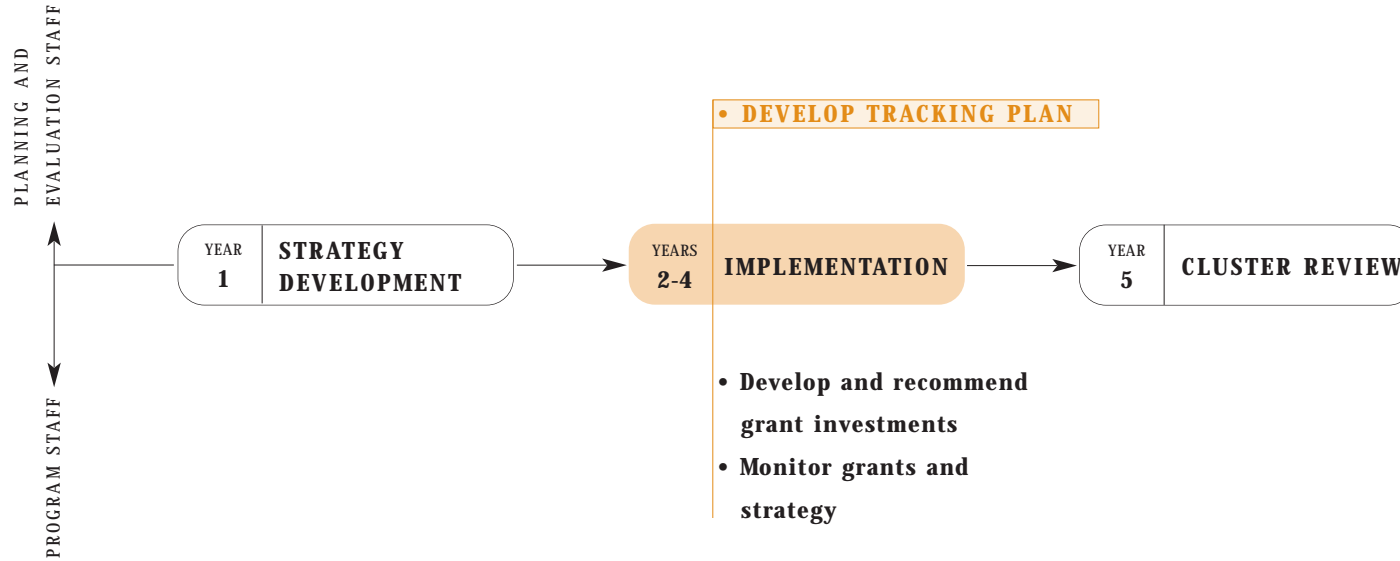 PLANNING AND
EVALUATION STAFF
• DEVELOP TRACKING PLAN
YEAR
1
STRATEGY
DEVELOPMENT
YEARS
2-4
IMPLEMENTATION
YEAR
5
CLUSTER REVIEW
• Develop and recommend
grant investments
• Monitor grants and
strategy
PROGRAM STAFF